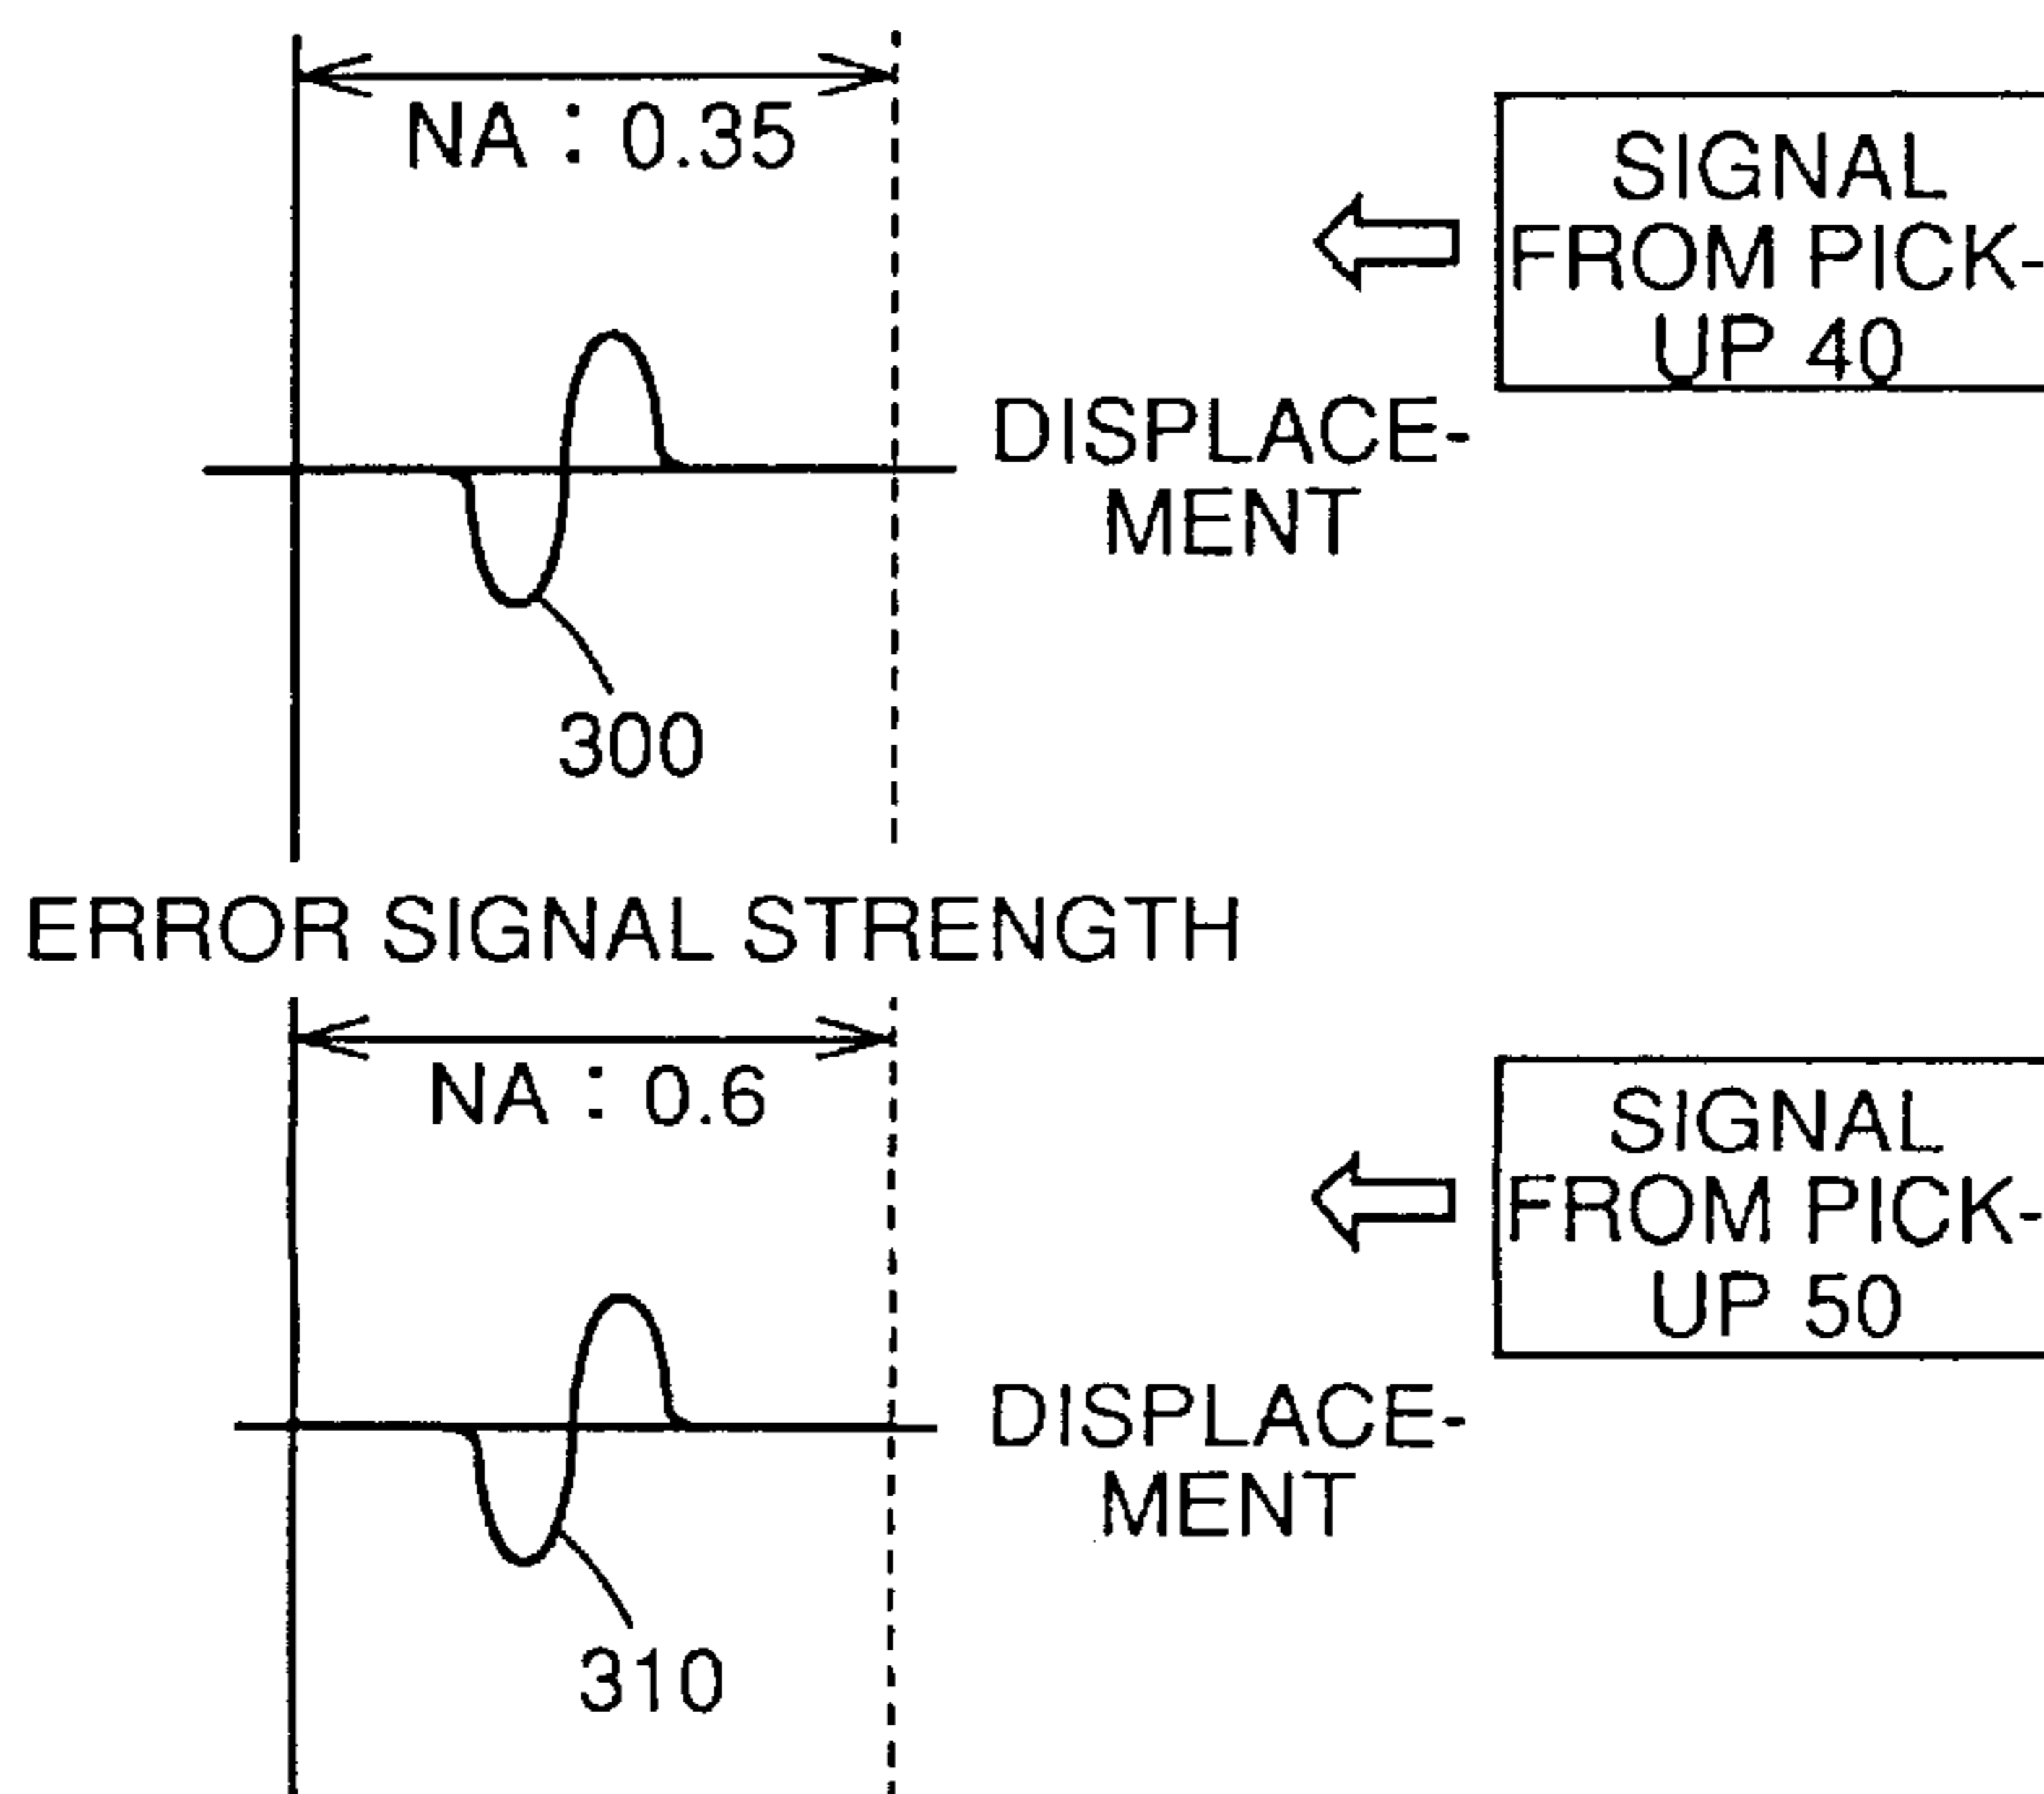 NA : 0.35
SIGNAL
FROM PICK-
UP 40
DISPLACE-
MENT
300
ERROR SIGNAL STRENGTH
NA : 0.6
SIGNAL
FROM PICK-
UP 50
DISPLACE-
MENT
310